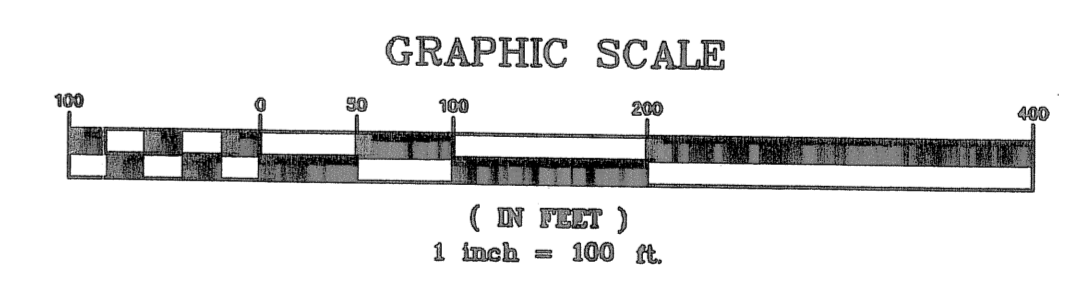 GRAPHIC SCALE
100 0 50 100 200 400
( IN FEET )
1 inch = 100 ft.